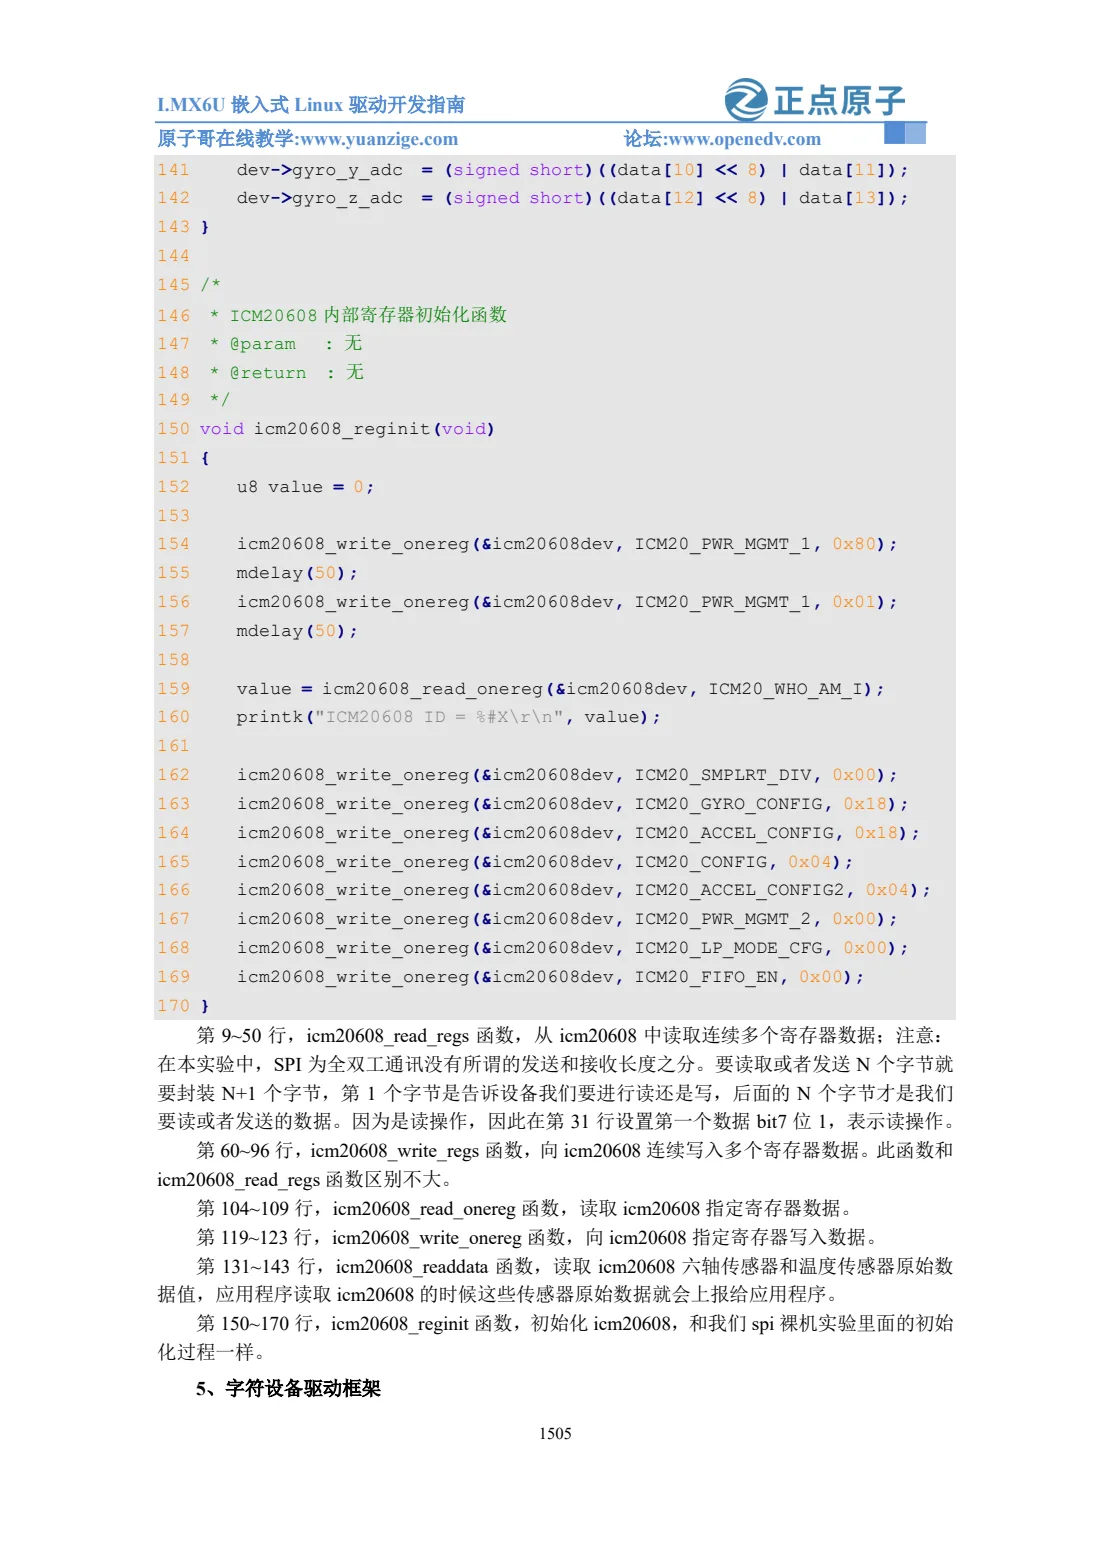 I.MX6U 嵌入式 Linux 驱动开发指南
正点原子
原子哥在线教学:www.yuanzige.com 论坛:www.openedv.com
141 dev->gyro_y_adc = (signed short)((data[10] << 8) | data[11]);
142 dev->gyro_z_adc = (signed short)((data[12] << 8) | data[13]);
143 }
144
145 /*
146 * ICM20608 内部寄存器初始化函数
147 * @param : 无
148 * @return : 无
149 */
150 void icm20608_reginit(void)
151 {
152 u8 value = 0;
153
154 icm20608_write_onereg(&icm20608dev, ICM20_PWR_MGMT_1, 0x80);
155 mdelay(50);
156 icm20608_write_onereg(&icm20608dev, ICM20_PWR_MGMT_1, 0x01);
157 mdelay(50);
158
159 value = icm20608_read_onereg(&icm20608dev, ICM20_WHO_AM_I);
160 printk("ICM20608 ID = %#X\r\n", value);
161
162 icm20608_write_onereg(&icm20608dev, ICM20_SMPLRT_DIV, 0x00);
163 icm20608_write_onereg(&icm20608dev, ICM20_GYRO_CONFIG, 0x18);
164 icm20608_write_onereg(&icm20608dev, ICM20_ACCEL_CONFIG, 0x18);
165 icm20608_write_onereg(&icm20608dev, ICM20_CONFIG, 0x04);
166 icm20608_write_onereg(&icm20608dev, ICM20_ACCEL_CONFIG2, 0x04);
167 icm20608_write_onereg(&icm20608dev, ICM20_PWR_MGMT_2, 0x00);
168 icm20608_write_onereg(&icm20608dev, ICM20_LP_MODE_CFG, 0x00);
169 icm20608_write_onereg(&icm20608dev, ICM20_FIFO_EN, 0x00);
170 }
第 9~50 行，icm20608_read_regs 函数，从 icm20608 中读取连续多个寄存器数据；注意：
在本实验中，SPI 为全双工通讯没有所谓的发送和接收长度之分。要读取或者发送 N 个字节就
要封装 N+1 个字节，第 1 个字节是告诉设备我们要进行读还是写，后面的 N 个字节才是我们
要读或者发送的数据。因为是读操作，因此在第 31 行设置第一个数据 bit7 位 1，表示读操作。
第 60~96 行，icm20608_write_regs 函数，向 icm20608 连续写入多个寄存器数据。此函数和
icm20608_read_regs 函数区别不大。
第 104~109 行，icm20608_read_onereg 函数，读取 icm20608 指定寄存器数据。
第 119~123 行，icm20608_write_onereg 函数，向 icm20608 指定寄存器写入数据。
第 131~143 行，icm20608_readdata 函数，读取 icm20608 六轴传感器和温度传感器原始数
据值，应用程序读取 icm20608 的时候这些传感器原始数据就会上报给应用程序。
第 150~170 行，icm20608_reginit 函数，初始化 icm20608，和我们 spi 裸机实验里面的初始
化过程一样。
5、字符设备驱动框架
1505